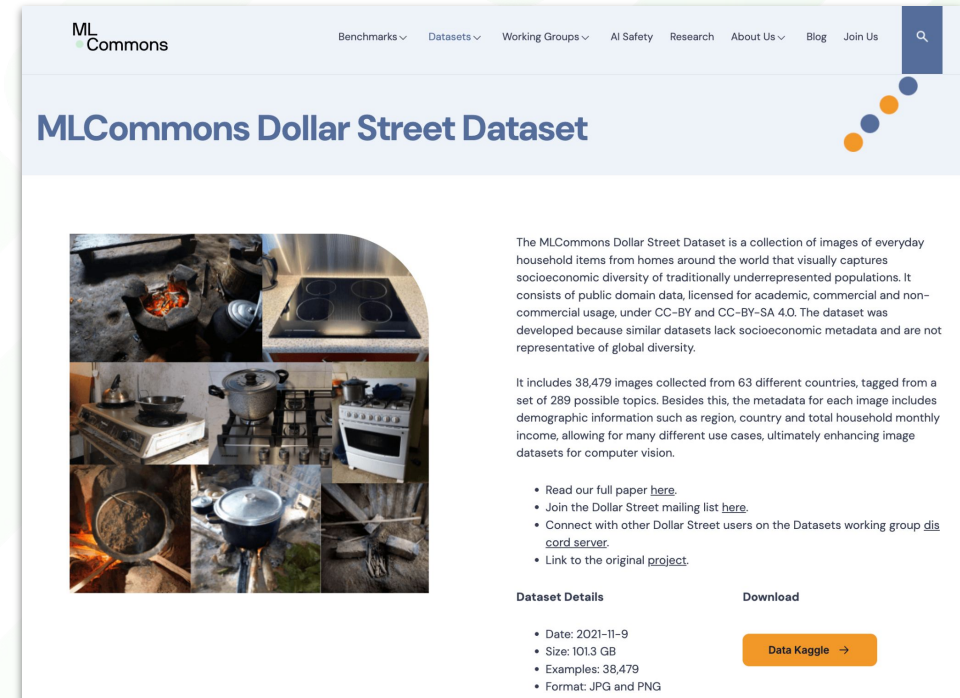 ML
Commons
Benchmarks
Datasets
Working Groups
AI Safety
Research
About Us
Blog
Join Us
MLCommons Dollar Street Dataset
The MLCommons Dollar Street Dataset is a collection of images of everyday
household items from homes around the world that visually captures
socioeconomic diversity of traditionally underrepresented populations. It
consists of public domain data, licensed for academic, commercial and non-
commercial usage, under CC-BY and CC-BY-SA 4.0. The dataset was
developed because similar datasets lack socioeconomic metadata and are not
representative of global diversity.
It includes 38,479 images collected from 63 different countries, tagged from a
set of 289 possible topics. Besides this, the metadata for each image includes
demographic information such as region, country and total household monthly
income, allowing for many different use cases, ultimately enhancing image
datasets for computer vision.
• Read our full paper here.
• Join the Dollar Street mailing list here.
• Connect with other Dollar Street users on the Datasets working group dis
cord server.
• Link to the original project.
Dataset Details
• Date: 2021-11-9
• Size: 101.3 GB
• Examples: 38,479
• Format: JPG and PNG
Download
Data Kaggle →